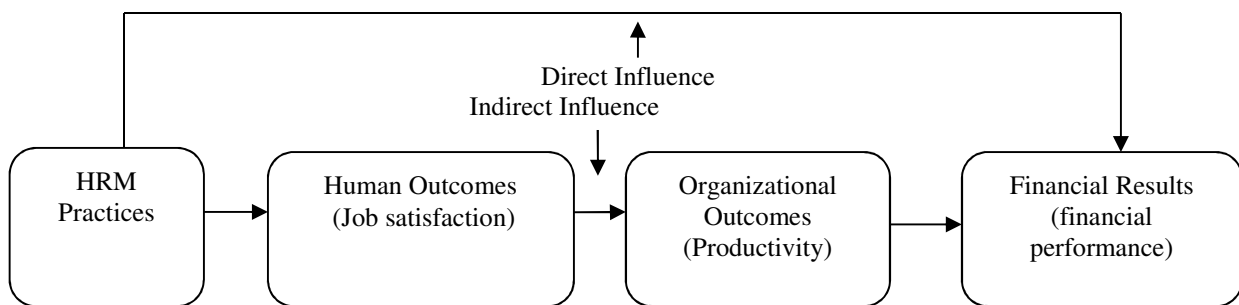 Direct Influence
Indirect Influence
HRM
Practices
Human Outcomes
(Job satisfaction)
Organizational
Outcomes
(Productivity)
Financial Results
(financial
performance)